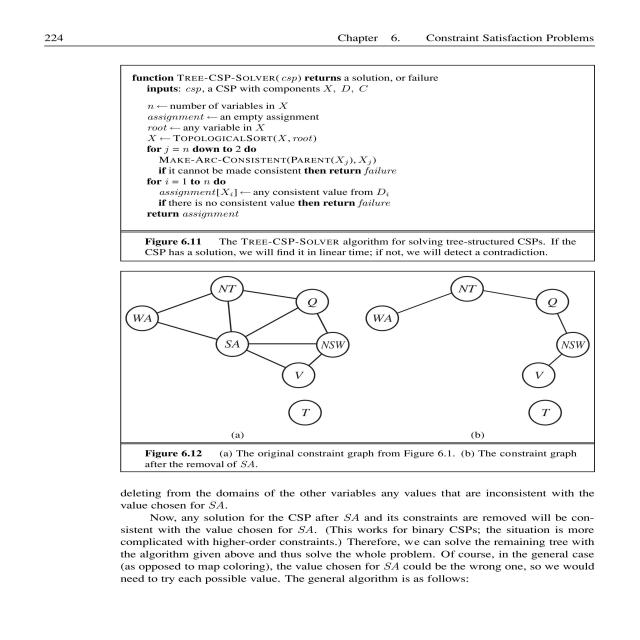 224 Chapter 6. Constraint Satisfaction Problems
function TREE-CSP-SOLVER(csp) returns a solution, or failure
inputs: csp, a CSP with components X, D, C
n ← number of variables in X
assignment ← an empty assignment
root ← any variable in X
X ← TOPOLOGICALSORT(X, root)
for j = n down to 2 do
MAKE-ARC-CONSISTENT(PARENT(Xj), Xj)
if it cannot be made consistent then return failure
for i = 1 to n do
assignment[Xi] ← any consistent value from Di
if there is no consistent value then return failure
return assignment
Figure 6.11 The TREE-CSP-SOLVER algorithm for solving tree-structured CSPs. If the
CSP has a solution, we will find it in linear time; if not, we will detect a contradiction.
NT
Q
WA
SA
NSW
V
T
(a)
NT
Q
WA
NSW
V
T
(b)
Figure 6.12 (a) The original constraint graph from Figure 6.1. (b) The constraint graph
after the removal of SA.
deleting from the domains of the other variables any values that are inconsistent with the
value chosen for SA.
Now, any solution for the CSP after SA and its constraints are removed will be con-
sistent with the value chosen for SA. (This works for binary CSPs; the situation is more
complicated with higher-order constraints.) Therefore, we can solve the remaining tree with
the algorithm given above and thus solve the whole problem. Of course, in the general case
(as opposed to map coloring), the value chosen for SA could be the wrong one, so we would
need to try each possible value. The general algorithm is as follows: